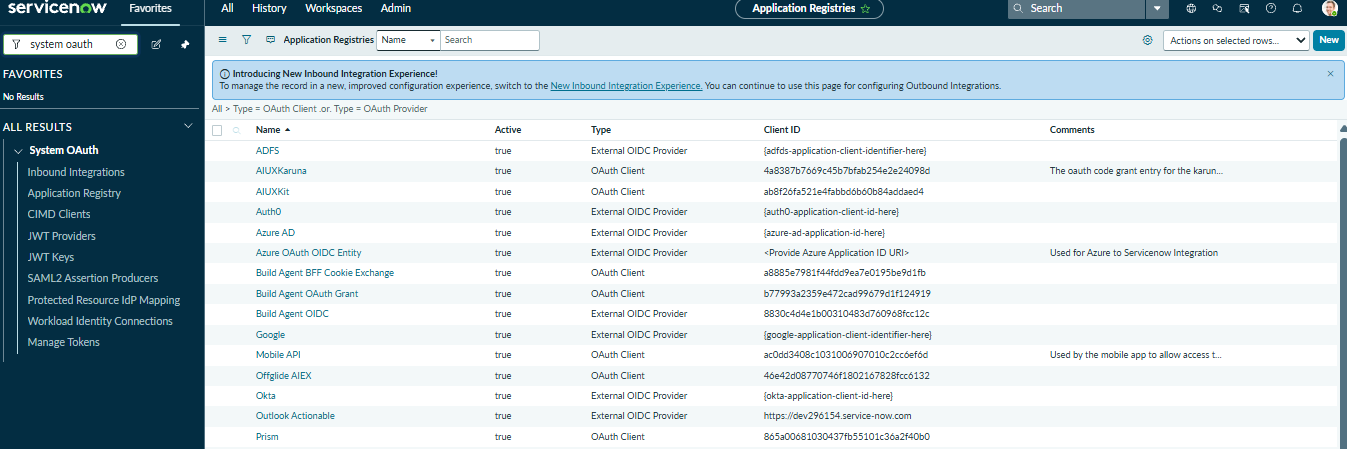 servicenow
Favorites
All
History
Workspaces
Admin
Application Registries
Search
system oauth
FAVORITES
No Results
ALL RESULTS
System OAuth
Inbound Integrations
Application Registry
CIMD Clients
JWT Providers
JWT Keys
SAML2 Assertion Producers
Protected Resource IdP Mapping
Workload Identity Connections
Manage Tokens
Application Registries Name Search
Actions on selected rows... New
Introducing New Inbound Integration Experience!
To manage the record in a new, improved configuration experience, switch to the New Inbound Integration Experience. You can continue to use this page for configuring Outbound Integrations.
All > Type = OAuth Client .or. Type = OAuth Provider
Name Active Type Client ID Comments
ADFS true External OIDC Provider {adfds-application-client-identifier-here}
AIUXKaruna true OAuth Client 4a8387b7669c45b7bfab254e2e24098d The oauth code grant entry for the karun...
AIUXKit true OAuth Client ab8f26fa521e4fabbd6b60b84addaed4
Auth0 true External OIDC Provider {auth0-application-client-id-here}
Azure AD true External OIDC Provider {azure-ad-application-id-here}
Azure OAuth OIDC Entity true External OIDC Provider <Provide Azure Application ID URI> Used for Azure to Servicenow Integration
Build Agent BFF Cookie Exchange true OAuth Client a8885e7981f44fdd9ea7e0195be9d1fb
Build Agent OAuth Grant true OAuth Client b77993a2359e472cad99679d1f124919
Build Agent OIDC true External OIDC Provider 8830c4d4e1b00310483d760968fcc12c
Google true External OIDC Provider {google-application-client-identifier-here}
Mobile API true OAuth Client ac0dd3408c1031006907010c2cc6ef6d Used by the mobile app to allow access t...
Offglide AIEX true OAuth Client 46e42d08770746f1802167828fcc6132
Okta true External OIDC Provider {okta-application-client-id-here}
Outlook Actionable true External OIDC Provider https://dev296154.service-now.com
Prism true OAuth Client 865a00681030437fb55101c36a2f40b0